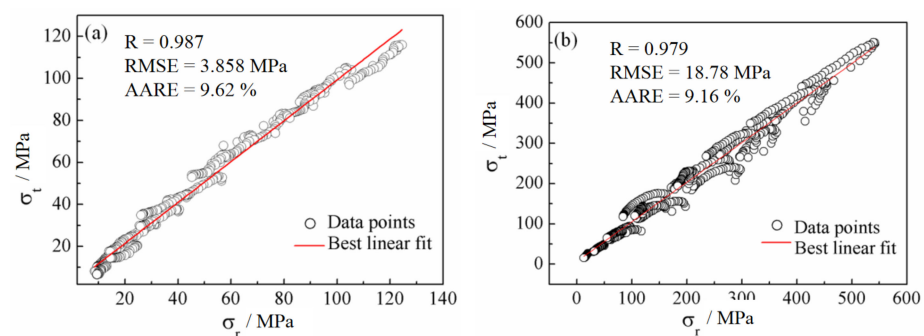 (a)
R = 0.987
RMSE = 3.858 MPa
AARE = 9.62 %
120
100
80
60
40
20
σt / MPa
Data points
Best linear fit
20 40 60 80 100 120 140
σr / MPa
(b)
R = 0.979
RMSE = 18.78 MPa
AARE = 9.16 %
600
500
400
300
200
100
0
σt / MPa
Data points
Best linear fit
0 100 200 300 400 500 600
σr / MPa